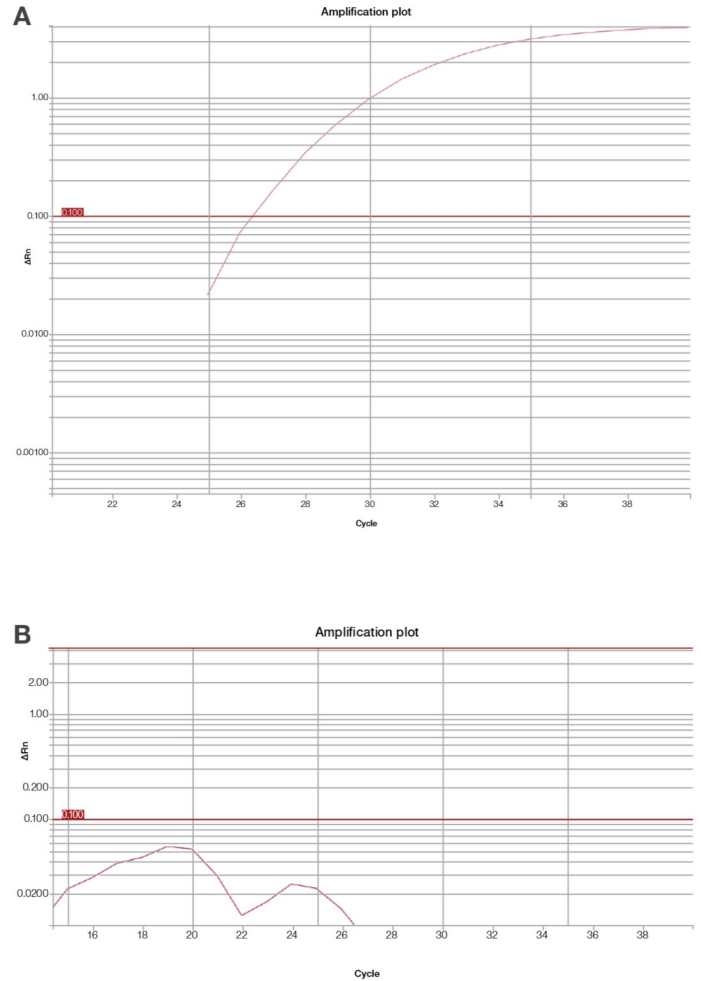 A
Amplification plot
1.00
0.100
0.100
ΔRn
0.0100
0.00100
22 24 26 28 30 32 34 36 38
Cycle
B
Amplification plot
2.00
1.00
ΔRn
0.200
0.100
0.100
0.0200
16 18 20 22 24 26 28 30 32 34 36 38
Cycle